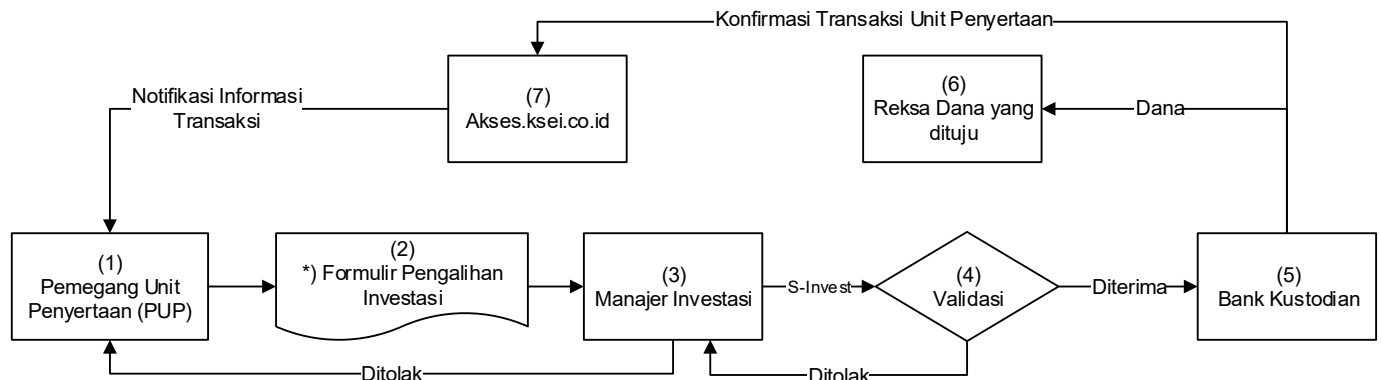 Konfirmasi Transaksi Unit Penyertaan
Notifikasi Informasi
Transaksi
(7)
Akses.ksei.co.id
(6)
Reksa Dana yang
dituju
Dana
(1)
Pemegang Unit
Penyertaan (PUP)
(2)
*) Formulir Pengalihan
Investasi
(3)
Manajer Investasi
S-Invest
(4)
Validasi
Diterima
(5)
Bank Kustodian
Ditolak
Ditolak